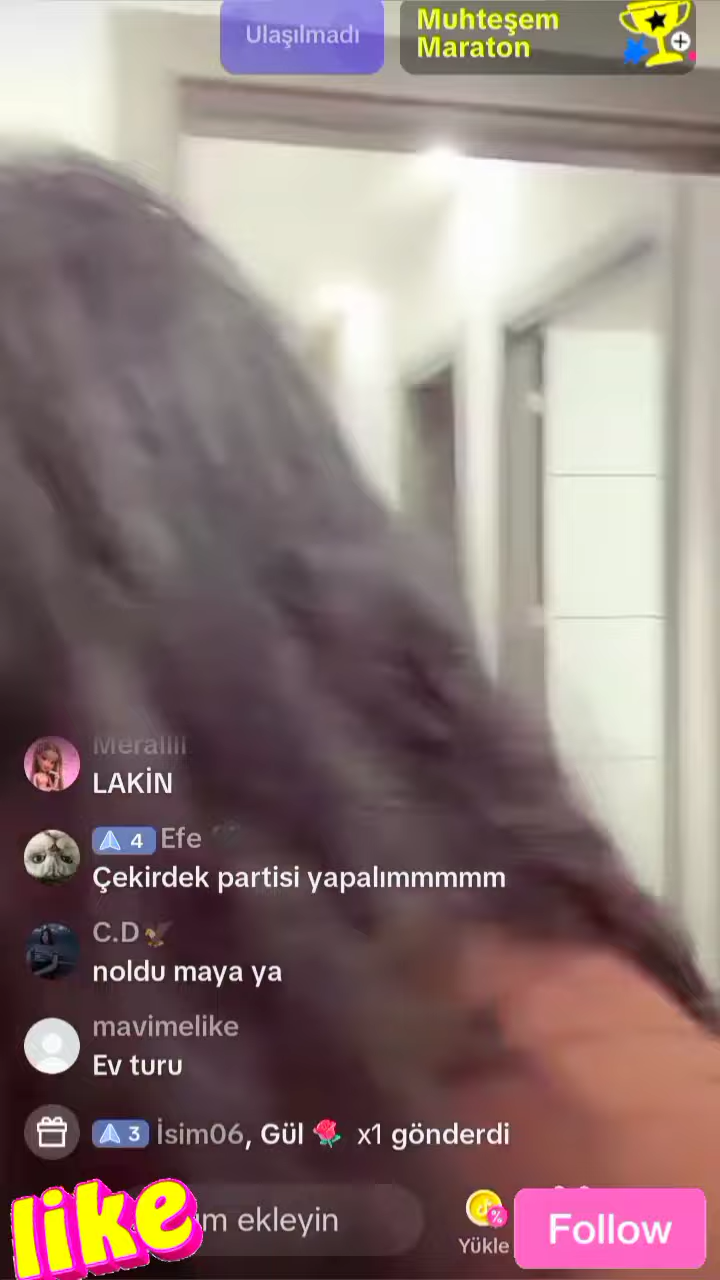 Ulaşılmadı
Muhteşem
Maraton
Merallll
LAKİN
4 Efe
Çekirdek partisi yapalımmmmm
C.D
noldu maya ya
mavimelike
Ev turu
3 İsim06, Gül x1 gönderdi
like
ekleyin
Yükle
Follow